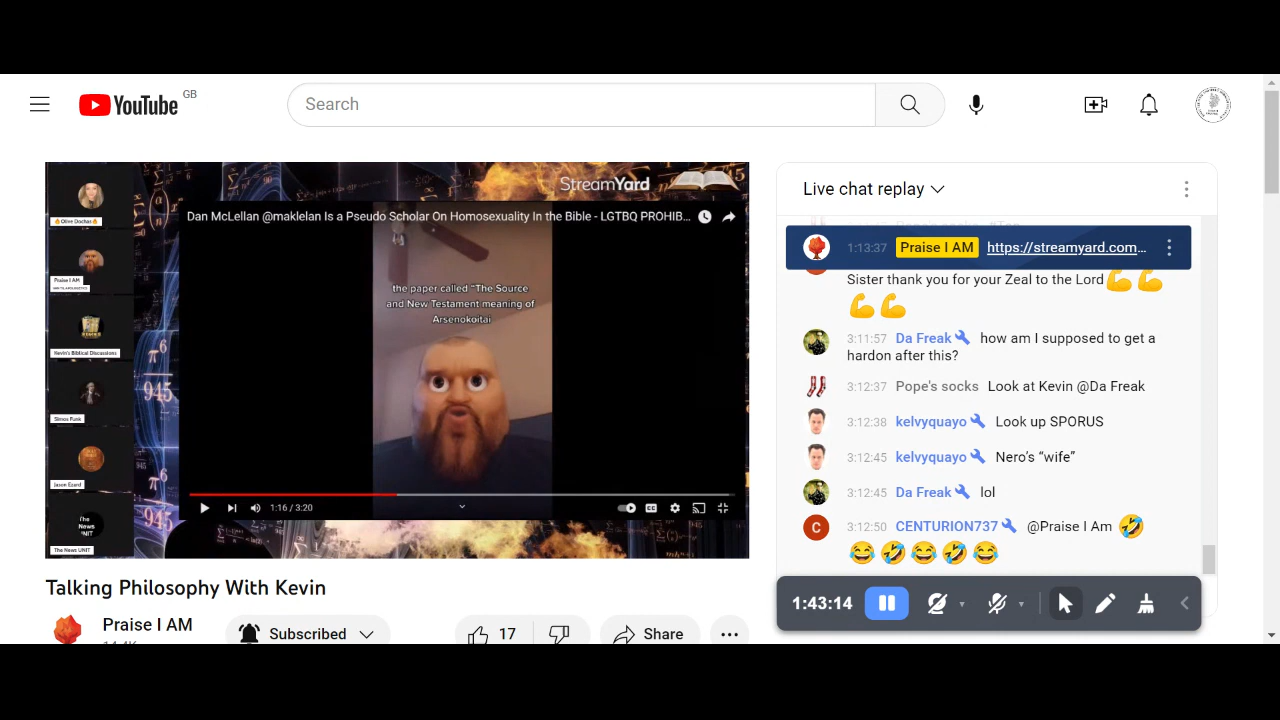 YouTube
GB
Search
StreamYard
Live chat replay
Olive Dochas
Dan McLellan @maklelan Is a Pseudo Scholar On Homosexuality In the Bible - LGTBQ PROHIB...
1:13:37 Praise I AM https://streamyard.com...
Sister thank you for your Zeal to the Lord
Praise I AM
the paper called "The Source
and New Testament meaning of
Arsenokoitai
3:11:57 Da Freak how am I supposed to get a
hardon after this?
Kevin's Biblical Discussions
3:12:37 Pope's socks Look at Kevin @Da Freak
Simos Funk
3:12:38 kelvyquayo Look up SPORUS
3:12:45 kelvyquayo Nero's “wife”
Jason Ezard
3:12:45 Da Freak lol
1:16 / 3:20
The
News
UNIT
3:12:50 CENTURION737 @Praise I Am
The News UNIT
Talking Philosophy With Kevin
1:43:14
Praise I AM
Subscribed
17
Share